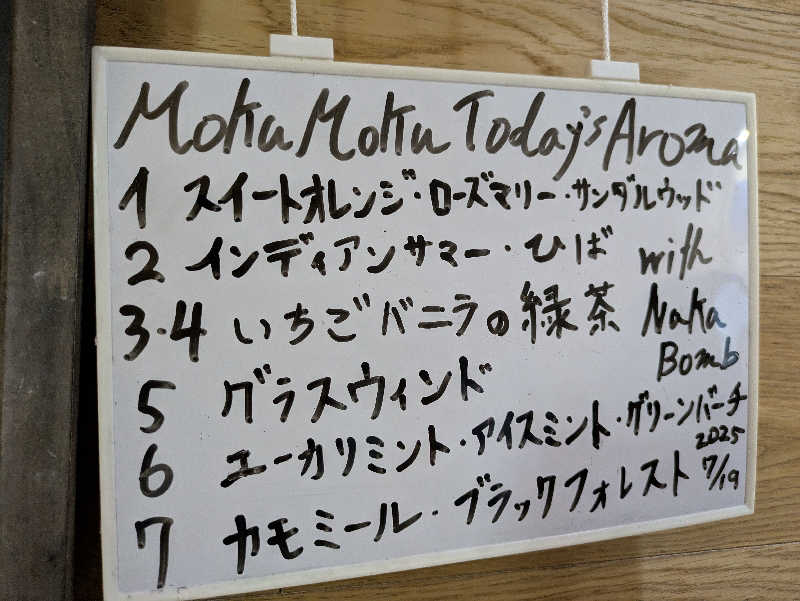 Moku Moku Today's Aroma
1 スイートオレンジ・ローズマリー・サンダルウッド
2 インディアンサマー・ひば with
3・4 いちごバニラの緑茶 Naka
Bomb
5 グラスウィンド
6 ユーカリミント・アイスミント・グリーンバーチ
2025
7 カモミール・ブラックフォレスト 7/19